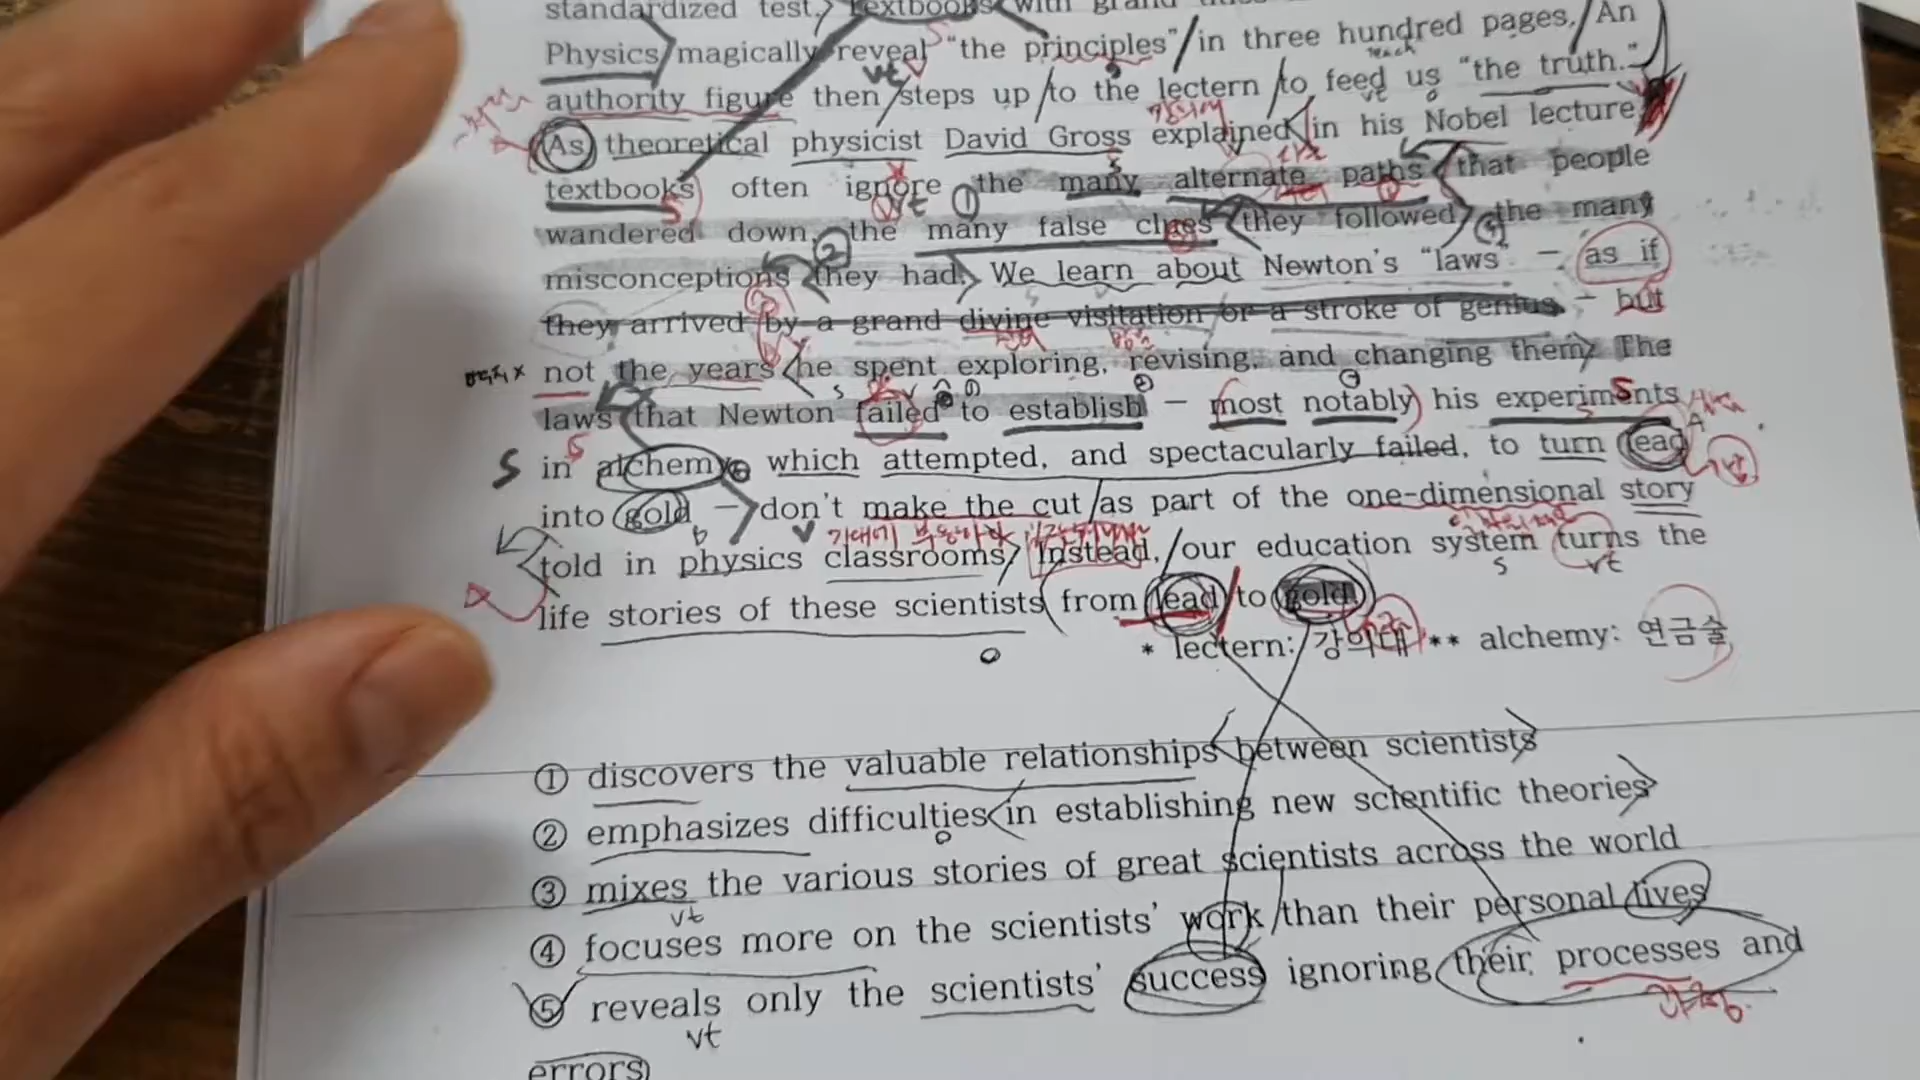 standardized test. Textbooks with grand
Physics magically reveal "the principles" in three hundred pages. An
teach
vt
authority figure then steps up to the lectern to feed us "the truth."
vt o
As theoretical physicist David Gross explained in his Nobel lecture,
textbooks often ignore the many alternate paths that people
S vt ①
wandered down, the many false clues they followed, the many
②
misconceptions they had. We learn about Newton's "laws" — as if
they arrived by a grand divine visitation or a stroke of genius — but
not the years he spent exploring, revising, and changing them. The
S V
laws that Newton failed to establish — most notably his experiments
S in alchemy, which attempted, and spectacularly failed, to turn lead
into gold — don't make the cut as part of the one-dimensional story
told in physics classrooms. Instead, our education system turns the
S vt
life stories of these scientists from lead to gold.
* lectern: 강의대 ** alchemy: 연금술
① discovers the valuable relationships between scientists
② emphasizes difficulties in establishing new scientific theories
③ mixes the various stories of great scientists across the world
vt
④ focuses more on the scientists' work than their personal lives
⑤ reveals only the scientists' success ignoring their processes and
vt
errors